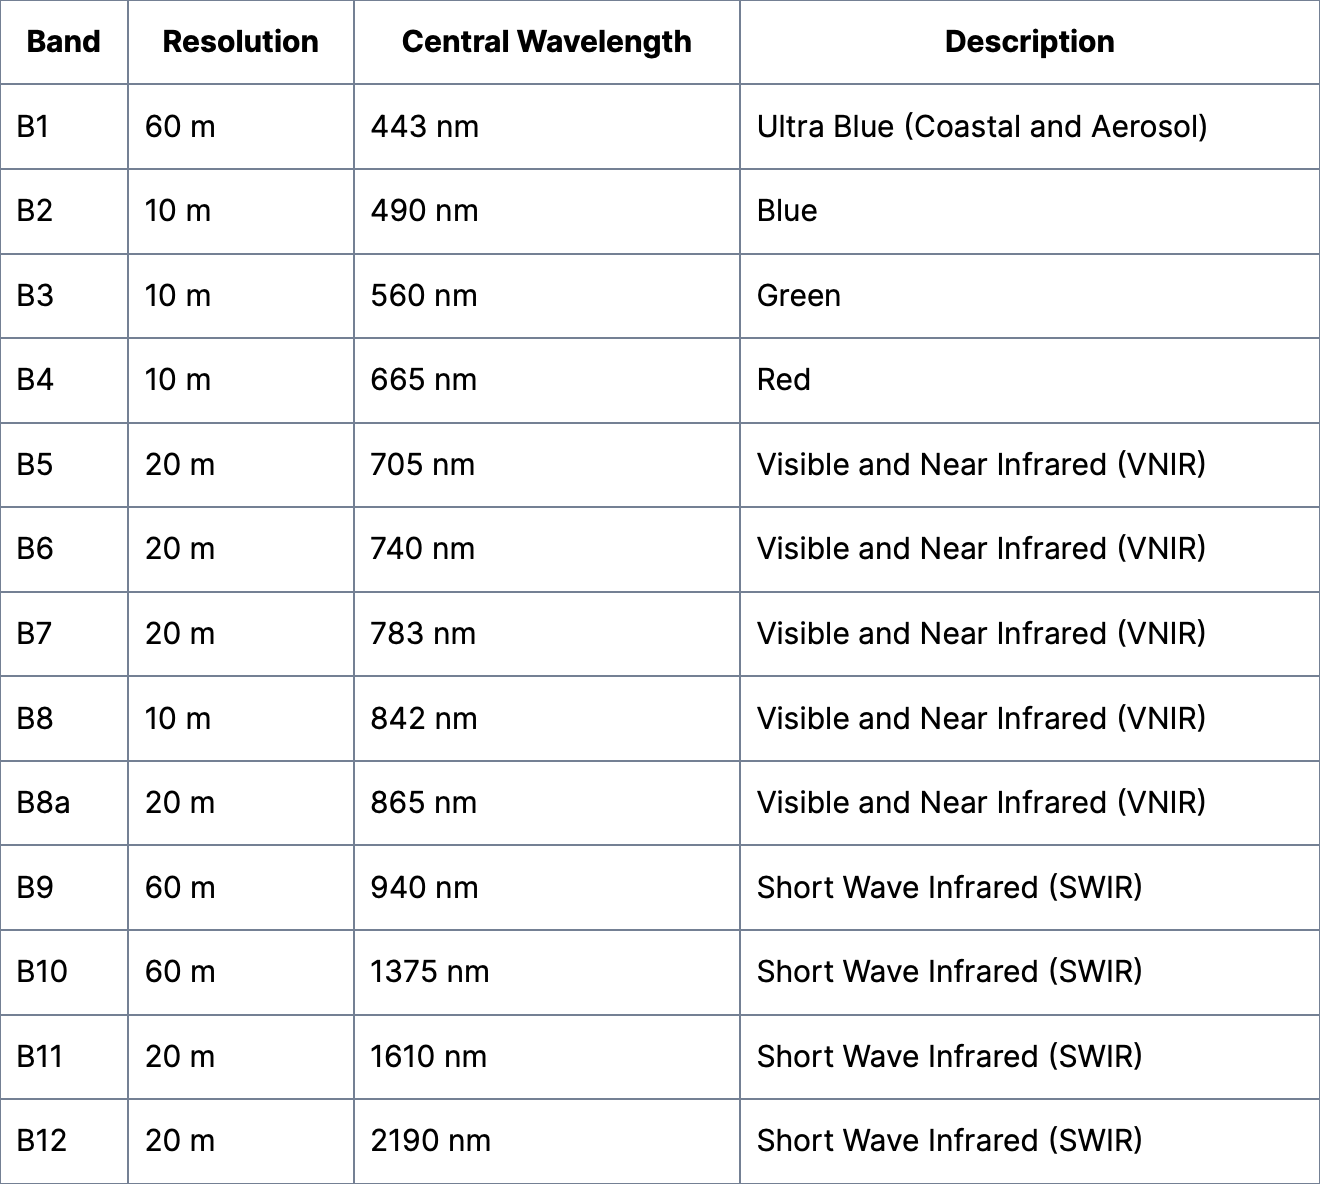 Band Resolution Central Wavelength Description
B1 60 m 443 nm Ultra Blue (Coastal and Aerosol)
B2 10 m 490 nm Blue
B3 10 m 560 nm Green
B4 10 m 665 nm Red
B5 20 m 705 nm Visible and Near Infrared (VNIR)
B6 20 m 740 nm Visible and Near Infrared (VNIR)
B7 20 m 783 nm Visible and Near Infrared (VNIR)
B8 10 m 842 nm Visible and Near Infrared (VNIR)
B8a 20 m 865 nm Visible and Near Infrared (VNIR)
B9 60 m 940 nm Short Wave Infrared (SWIR)
B10 60 m 1375 nm Short Wave Infrared (SWIR)
B11 20 m 1610 nm Short Wave Infrared (SWIR)
B12 20 m 2190 nm Short Wave Infrared (SWIR)